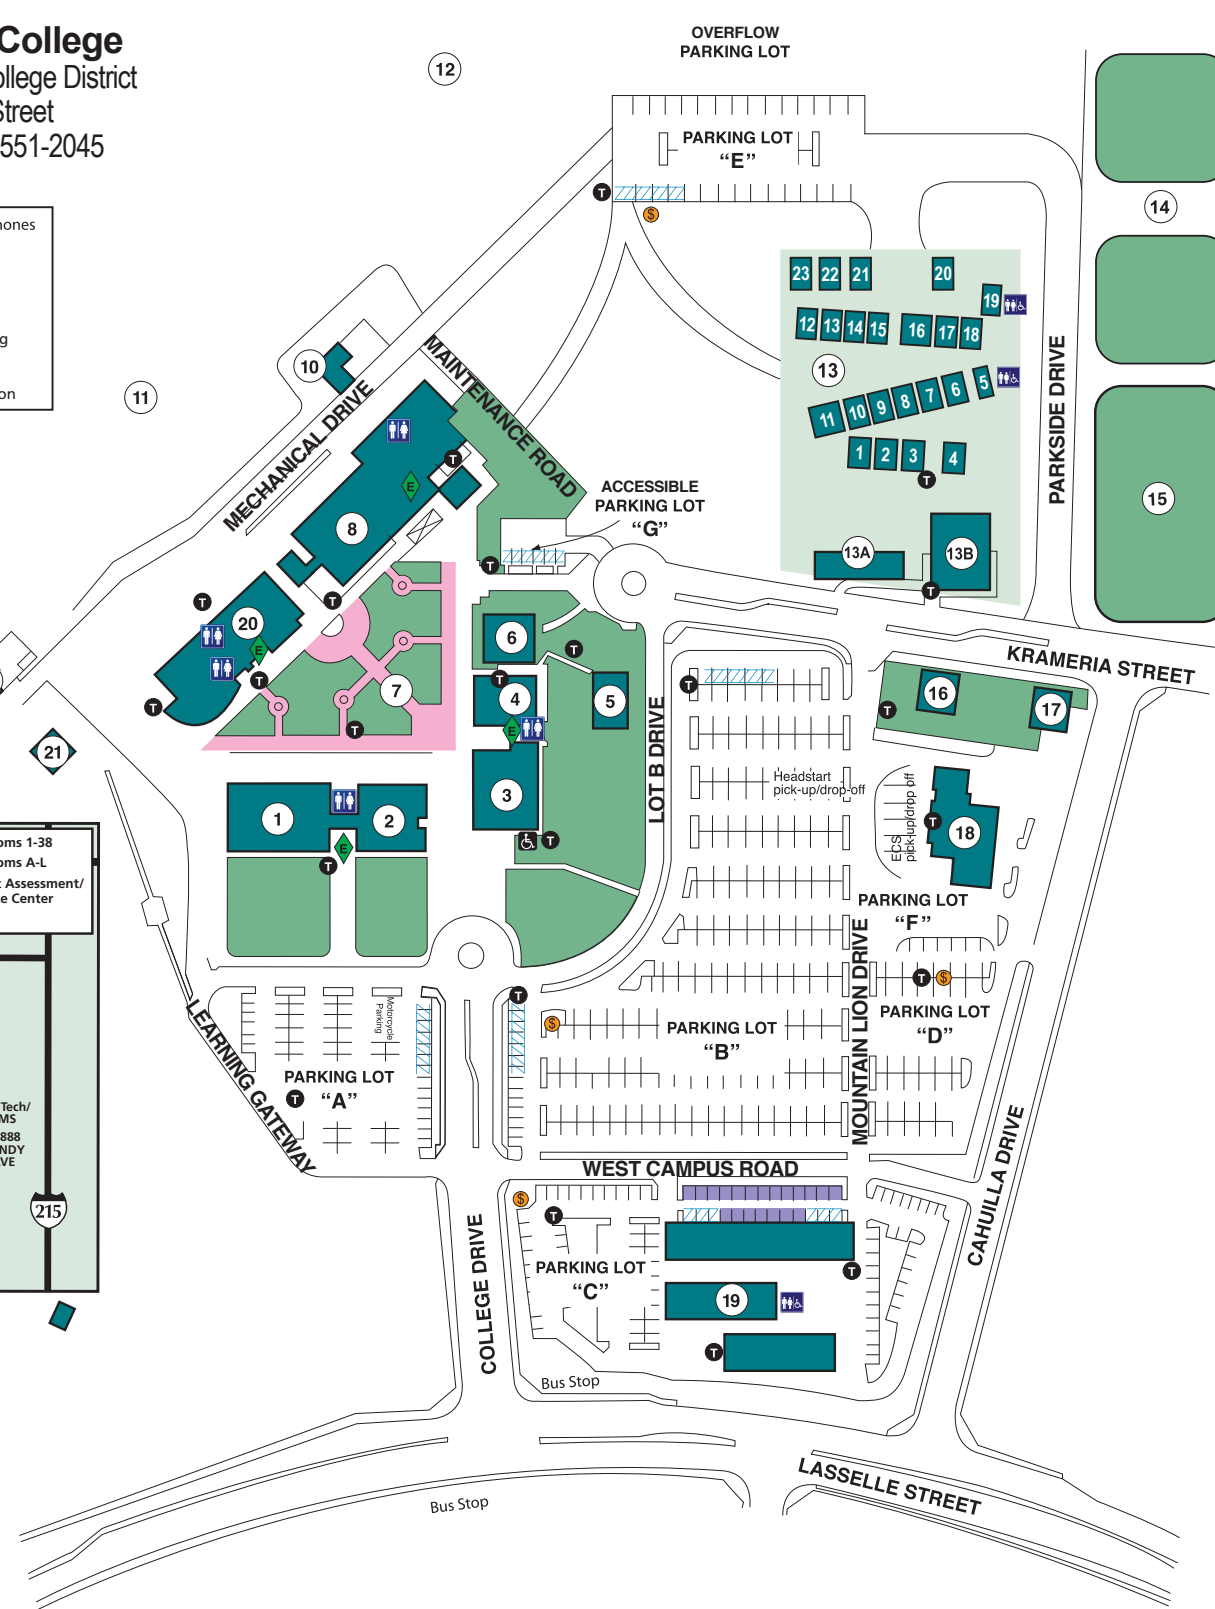 College
ollege District
Street
551-2045
OVERFLOW
PARKING LOT
12
PARKING LOT
"E"
T
$
14
hones
g
on
23
22
21
20
19
12
13
14
15
16
17
18
13
11
10
9
8
7
6
5
1
2
3
4
T
13A
13B
T
15
PARKSIDE DRIVE
10
11
MAINTENANCE ROAD
MECHANICAL DRIVE
T
E
8
ACCESSIBLE
PARKING LOT
"G"
T
T
T
20
E
T
T
7
T
6
T
T
4
E
5
3
T
LOT B DRIVE
KRAMERIA STREET
16
17
T
T
21
1
2
E
T
Headstart
pick-up/drop-off
ECS
pick-up/drop off
T
18
PARKING LOT
"F"
oms 1-38
oms A-L
t Assessment/
e Center
T
$
PARKING LOT
"D"
MOUNTAIN LION DRIVE
T
$
PARKING LOT
"B"
Motorcycle
Parking
PARKING LOT
"A"
T
LEARNING GATEWAY
Tech/
MS
888
NDY
VE
215
WEST CAMPUS ROAD
CAHUILLA DRIVE
$
T
PARKING LOT
"C"
COLLEGE DRIVE
T
19
T
Bus Stop
Bus Stop
LASSELLE STREET